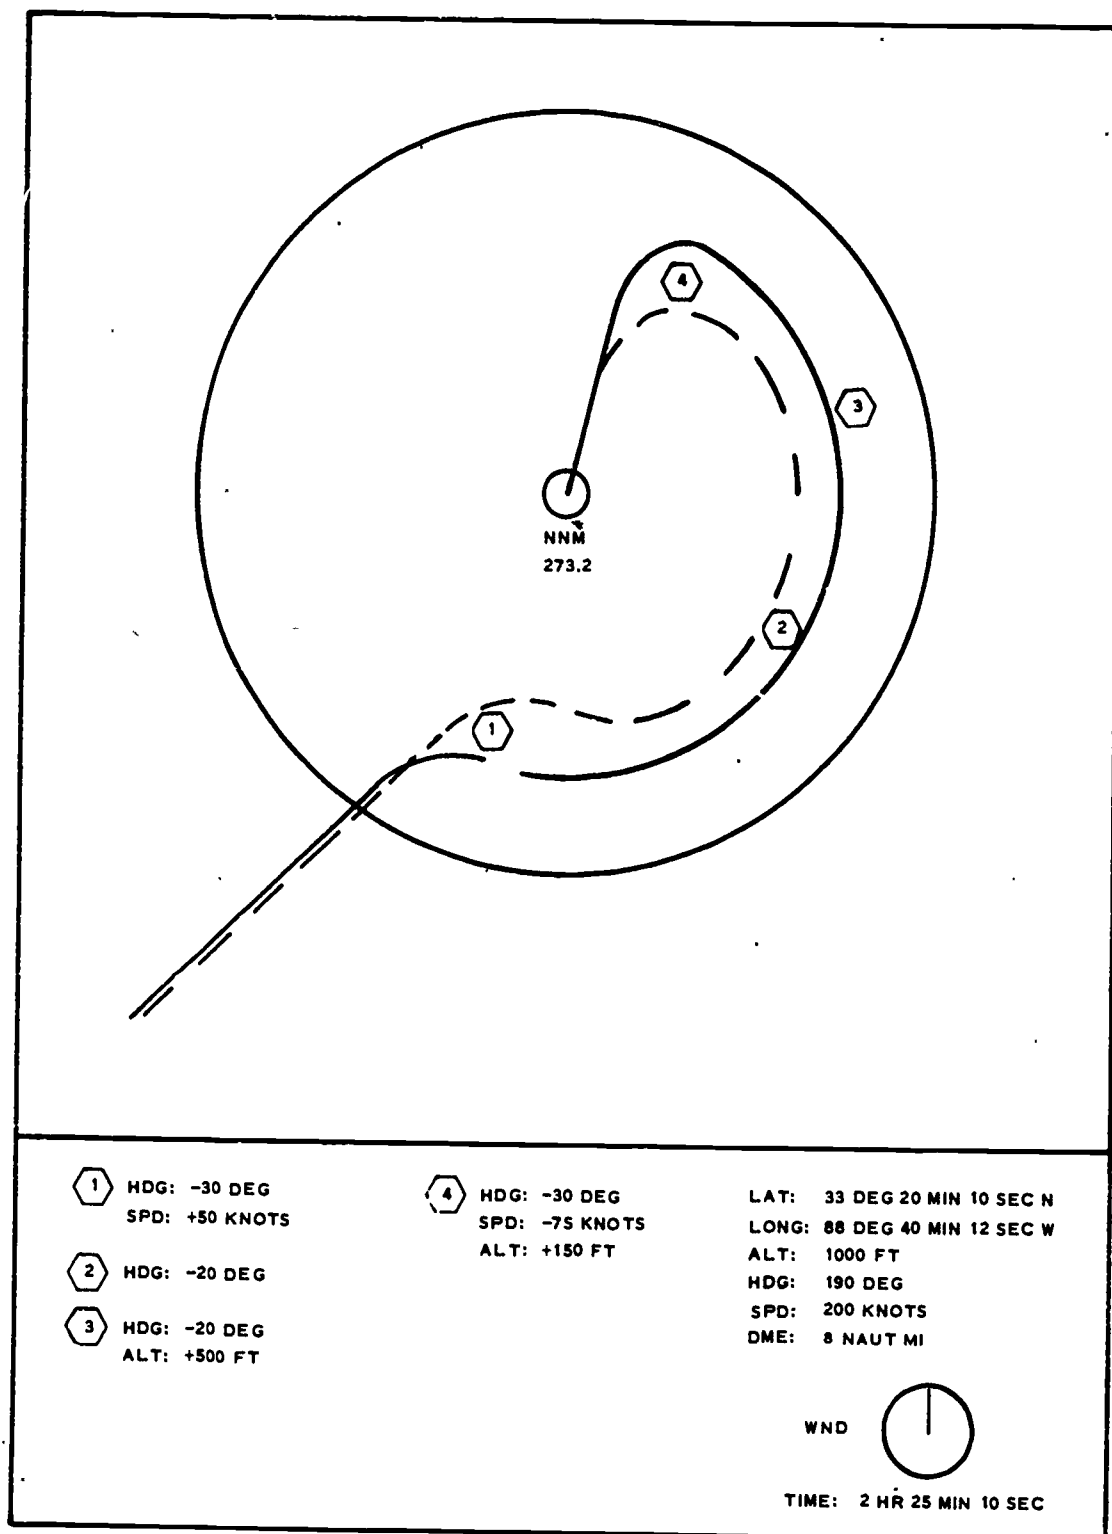 4
3
NNM
273.2
2
1
1 HDG: -30 DEG
SPD: +50 KNOTS
2 HDG: -20 DEG
3 HDG: -20 DEG
ALT: +500 FT
4 HDG: -30 DEG
SPD: -75 KNOTS
ALT: +150 FT
LAT: 33 DEG 20 MIN 10 SEC N
LONG: 88 DEG 40 MIN 12 SEC W
ALT: 1000 FT
HDG: 190 DEG
SPD: 200 KNOTS
DME: 8 NAUT MI
WND
TIME: 2 HR 25 MIN 10 SEC